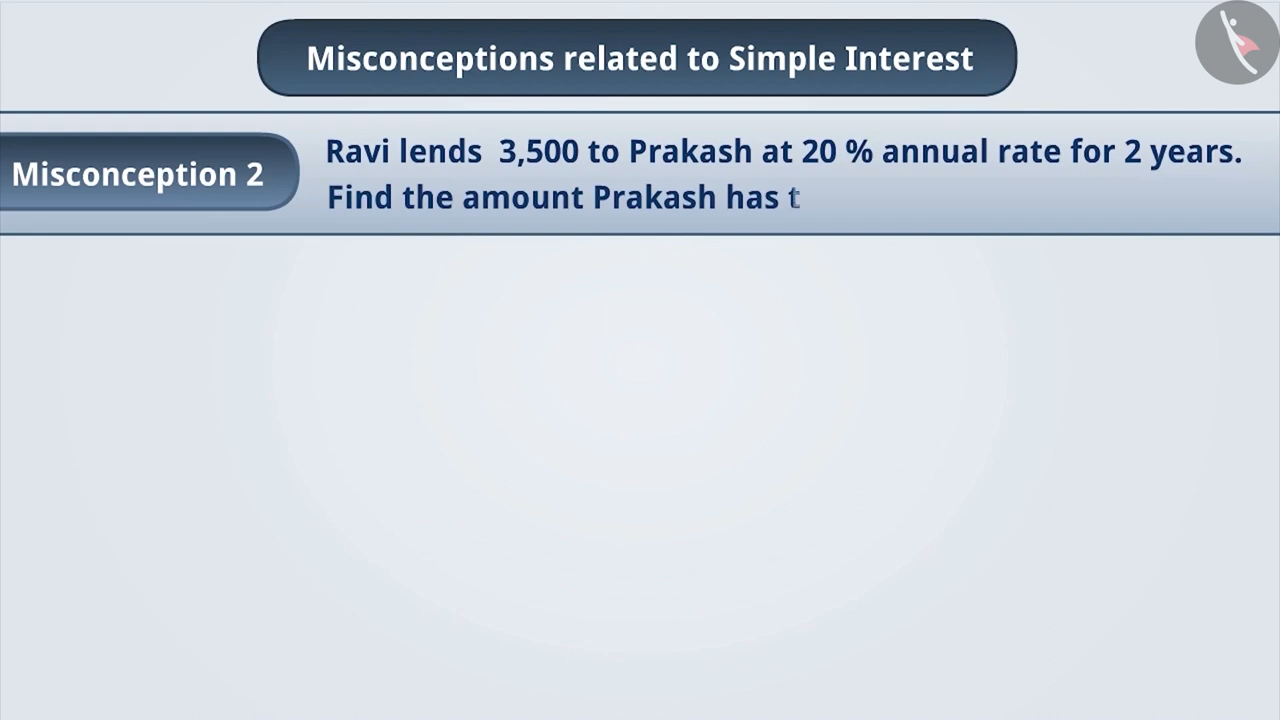 Misconceptions related to Simple Interest
Misconception 2
Ravi lends 3,500 to Prakash at 20 % annual rate for 2 years.
Find the amount Prakash has t